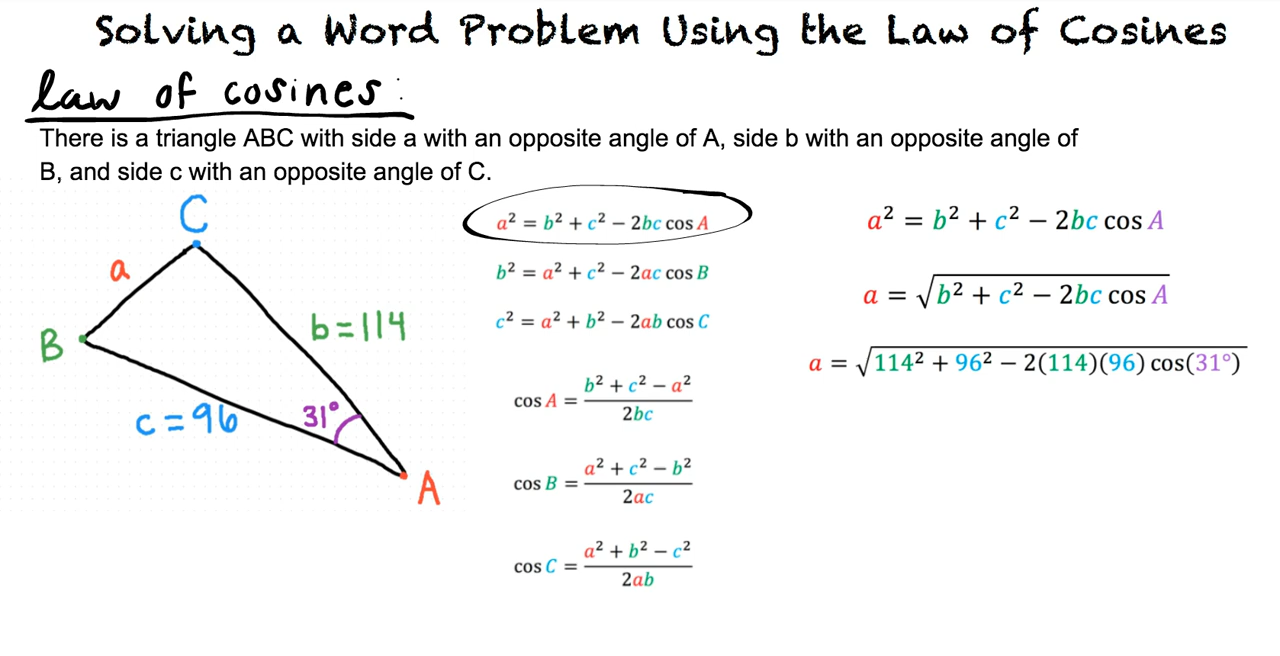 Solving a Word Problem Using the Law of Cosines
law of cosines:
There is a triangle ABC with side a with an opposite angle of A, side b with an opposite angle of
B, and side c with an opposite angle of C.
C
a
B
b = 114
c = 96
31°
A
a² = b² + c² − 2bc cos A
b² = a² + c² − 2ac cos B
c² = a² + b² − 2ab cos C
cos A = (b² + c² − a²) / 2bc
cos B = (a² + c² − b²) / 2ac
cos C = (a² + b² − c²) / 2ab
a² = b² + c² − 2bc cos A
a = √(b² + c² − 2bc cos A)
a = √(114² + 96² − 2(114)(96) cos(31°))